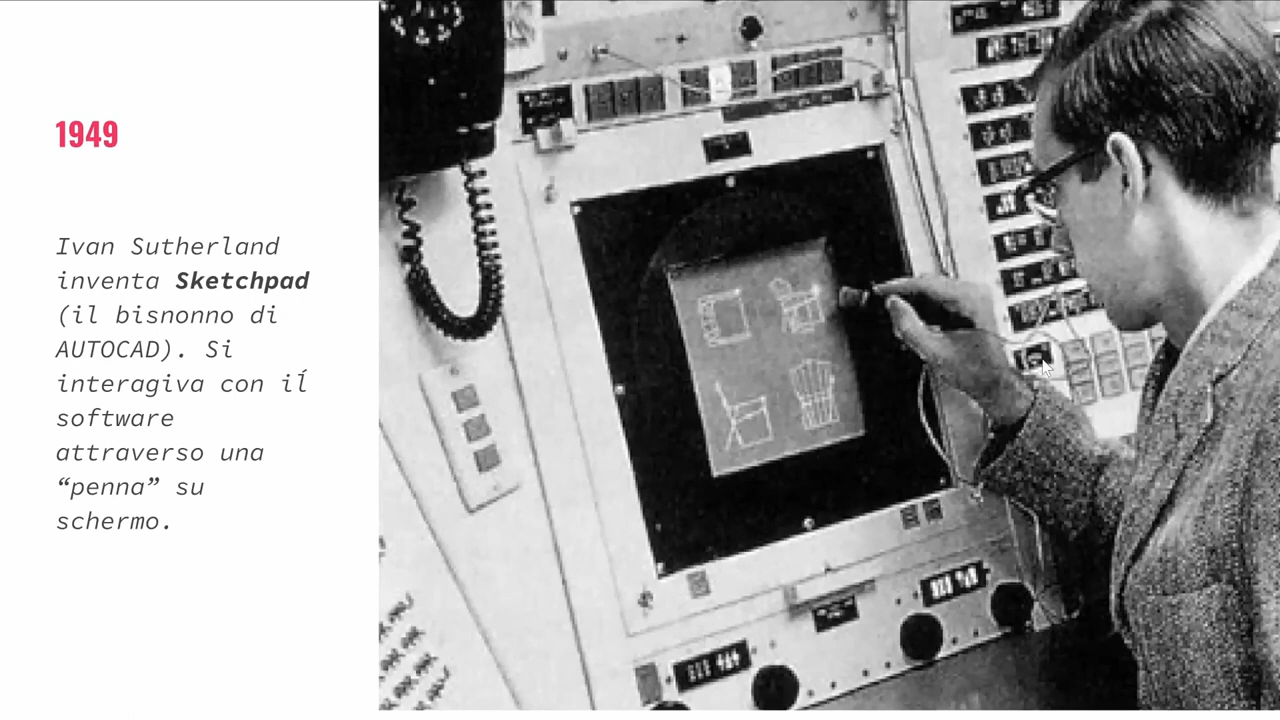 1949
Ivan Sutherland
inventa Sketchpad
(il bisnonno di
AUTOCAD). Si
interagiva con iĺ
software
attraverso una
“penna” su
schermo.